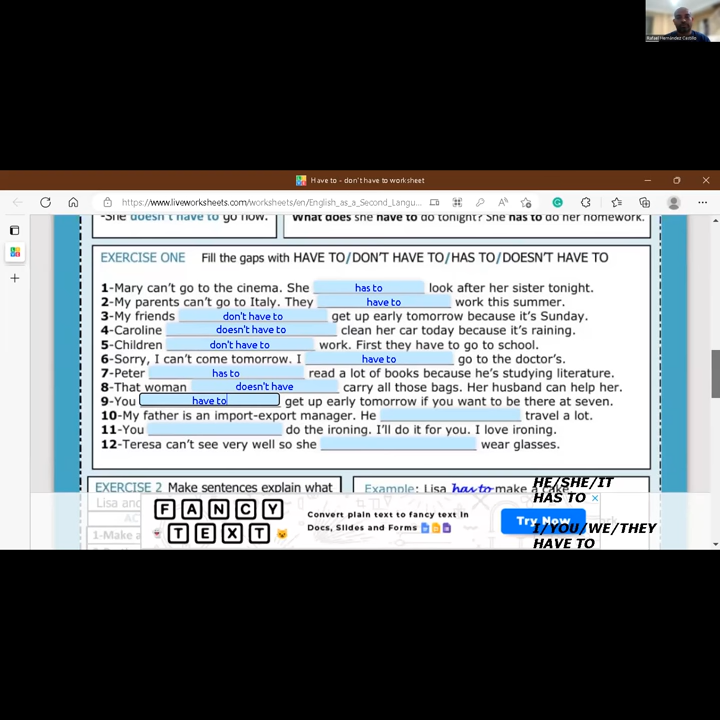 Rafael Hernández Castillo
Have to - don't have to worksheet
https://www.liveworksheets.com/worksheets/en/English_as_a_Second_Langu...
-She doesn't have to go now.
What does she have to do tonight? She has to do her homework.
EXERCISE ONE Fill the gaps with HAVE TO/DON'T HAVE TO/HAS TO/DOESN'T HAVE TO
1-Mary can't go to the cinema. She has to look after her sister tonight.
2-My parents can't go to Italy. They have to work this summer.
3-My friends don't have to get up early tomorrow because it's Sunday.
4-Caroline doesn't have to clean her car today because it's raining.
5-Children don't have to work. First they have to go to school.
6-Sorry, I can't come tomorrow. I have to go to the doctor's.
7-Peter has to read a lot of books because he's studying literature.
8-That woman doesn't have carry all those bags. Her husband can help her.
9-You have to get up early tomorrow if you want to be there at seven.
10-My father is an import-export manager. He travel a lot.
11-You do the ironing. I'll do it for you. I love ironing.
12-Teresa can't see very well so she wear glasses.
EXERCISE 2 Make sentences explain what
Lisa and
Example: Lisa has to make a cake.
1-Make a
FANCY
TEXT
Convert plain text to fancy text in
Docs, Slides and Forms
Try Now
HE/SHE/IT
HAS TO
I/YOU/WE/THEY
HAVE TO